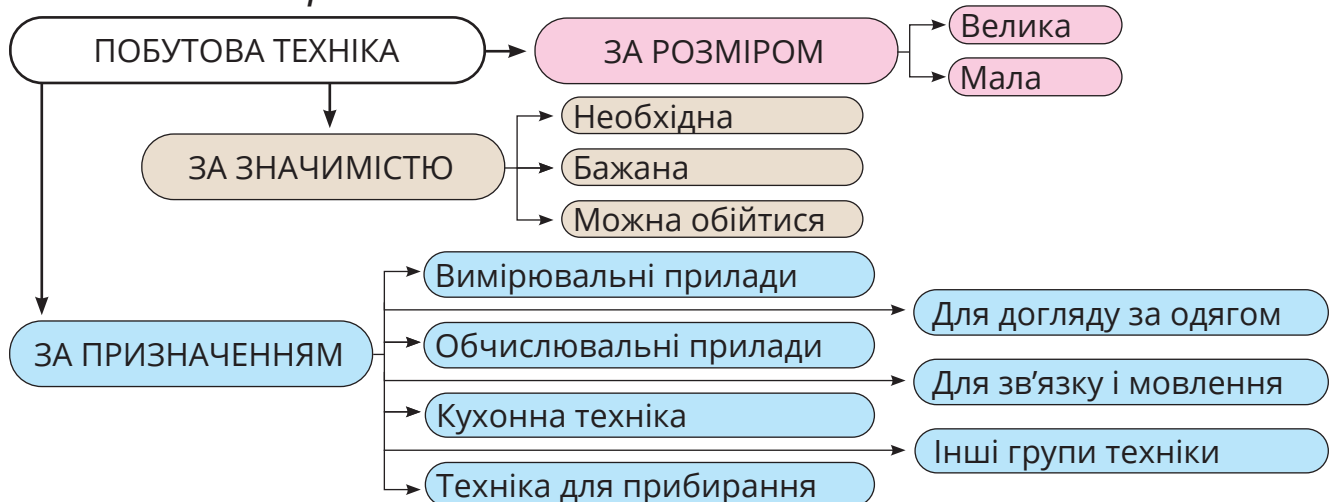 ПОБУТОВА ТЕХНІКА
ЗА РОЗМІРОМ
Велика
Мала
ЗА ЗНАЧИМІСТЮ
Необхідна
Бажана
Можна обійтися
ЗА ПРИЗНАЧЕННЯМ
Вимірювальні прилади
Для догляду за одягом
Обчислювальні прилади
Для зв’язку і мовлення
Кухонна техніка
Інші групи техніки
Техніка для прибирання